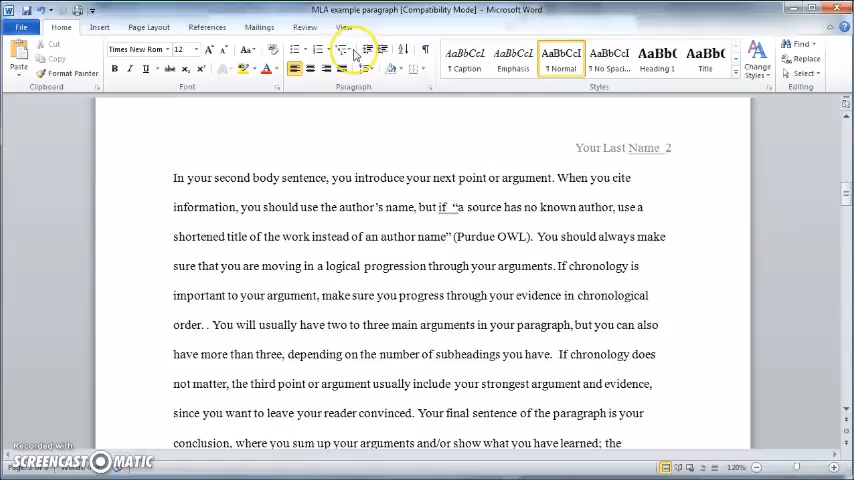 MLA example paragraph [Compatibility Mode] - Microsoft Word
File Home Insert Page Layout References Mailings Review View
Cut
Copy
Format Painter
Paste
Clipboard
Times New Rom 12
Font
Paragraph
AaBbCcI AaBbCcI AaBbCcI AaBbCcI AaBbC AaBbC
¶ Caption Emphasis ¶ Normal ¶ No Spaci... Heading 1 Title
Change Styles
Styles
Find
Replace
Select
Editing
Your Last Name 2
In your second body sentence, you introduce your next point or argument. When you cite
information, you should use the author’s name, but if “a source has no known author, use a
shortened title of the work instead of an author name” (Purdue OWL). You should always make
sure that you are moving in a logical progression through your arguments. If chronology is
important to your argument, make sure you progress through your evidence in chronological
order. . You will usually have two to three main arguments in your paragraph, but you can also
have more than three, depending on the number of subheadings you have. If chronology does
not matter, the third point or argument usually include your strongest argument and evidence,
since you want to leave your reader convinced. Your final sentence of the paragraph is your
conclusion, where you sum up your arguments and/or show what you have learned; the
Recorded with
SCREENCAST MATIC
120%